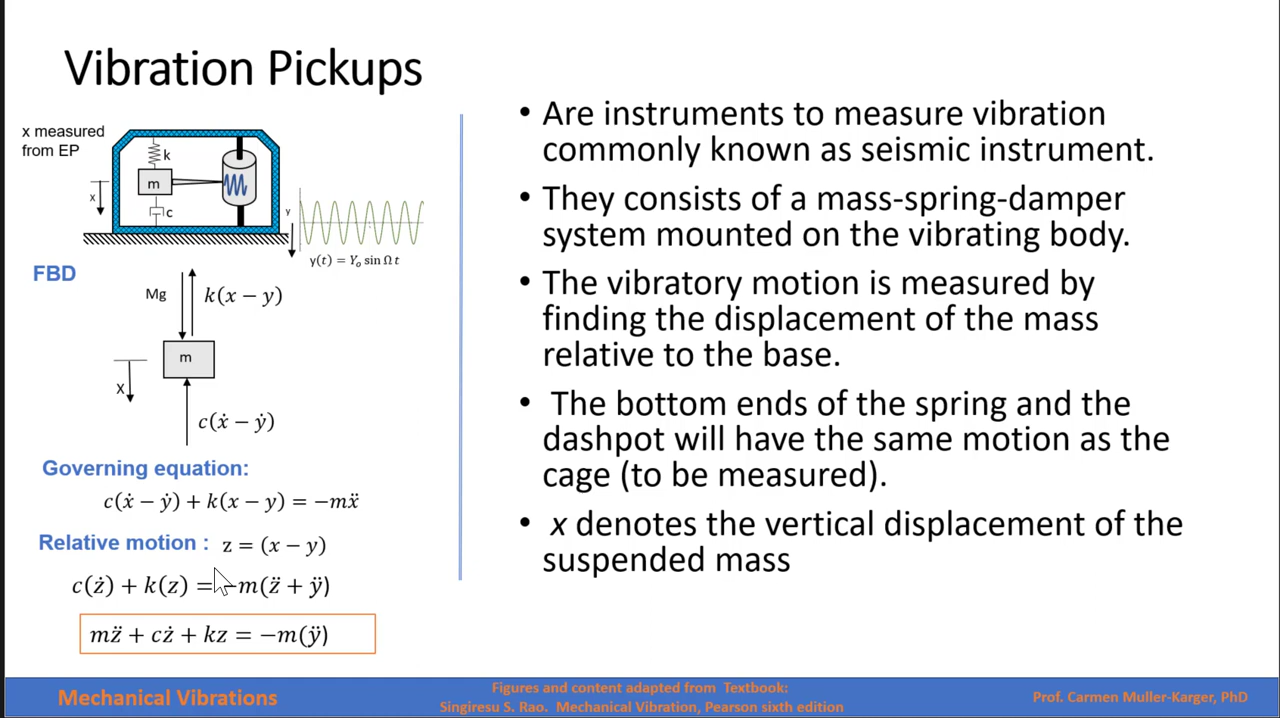 Vibration Pickups
x measured
from EP
k
m
x
c
y
y(t) = Yₒ sin Ω t
FBD
Mg
k(x − y)
m
X
c(ẋ − ẏ)
Governing equation:
c(ẋ − ẏ) + k(x − y) = −mẍ
Relative motion : z = (x − y)
c(ż) + k(z) = −m(z̈ + ÿ)
mz̈ + cż + kz = −m(ÿ)
• Are instruments to measure vibration
commonly known as seismic instrument.
• They consists of a mass-spring-damper
system mounted on the vibrating body.
• The vibratory motion is measured by
finding the displacement of the mass
relative to the base.
• The bottom ends of the spring and the
dashpot will have the same motion as the
cage (to be measured).
• x denotes the vertical displacement of the
suspended mass
Mechanical Vibrations
Figures and content adapted from Textbook:
Singiresu S. Rao. Mechanical Vibration, Pearson sixth edition
Prof. Carmen Muller-Karger, PhD